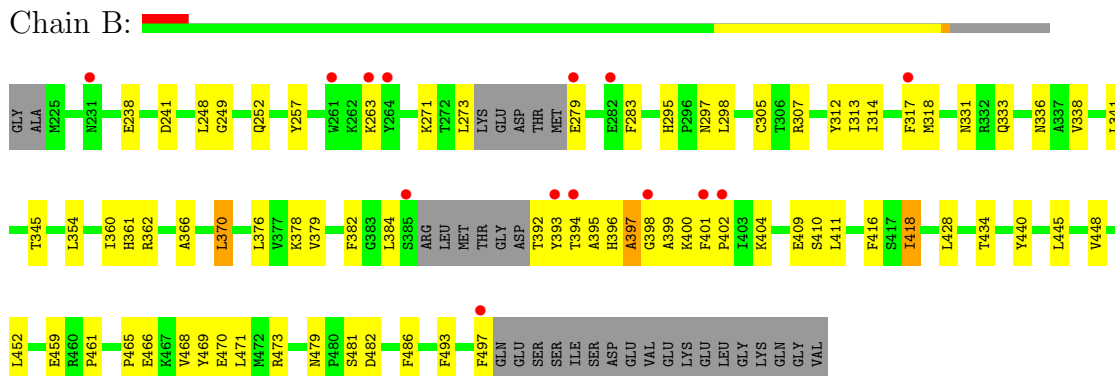 Chain B:
GLY ALA M225 N231 E238 D241 L248 G249 Q252 Y257 W261 K262 K263 Y264 K271 T272 L273 LYS GLU ASP THR MET E279 E282 F283 H295 P296 N297 L298 C305 T306 R307 Y312 I313 I314 F317 M318 N331 R332 Q333 N336 A337 V338 L341
T345 L354 I360 H361 R362 A366 L370 L376 V377 K378 V379 F382 G383 L384 S385 ARG LEU MET THR GLY ASP T392 Y393 T394 A395 H396 A397 G398 A399 K400 F401 P402 I403 K404 E409 S410 L411 F416 S417 I418 L428 T434 Y440 L445 V448
L452 E459 R460 P461 P465 E466 K467 V468 Y469 E470 L471 M472 R473 N479 P480 S481 D482 F486 F493 F497 GLN GLU SER SER ILE SER ASP GLU VAL GLU LYS GLU LEU GLY LYS GLN GLY VAL